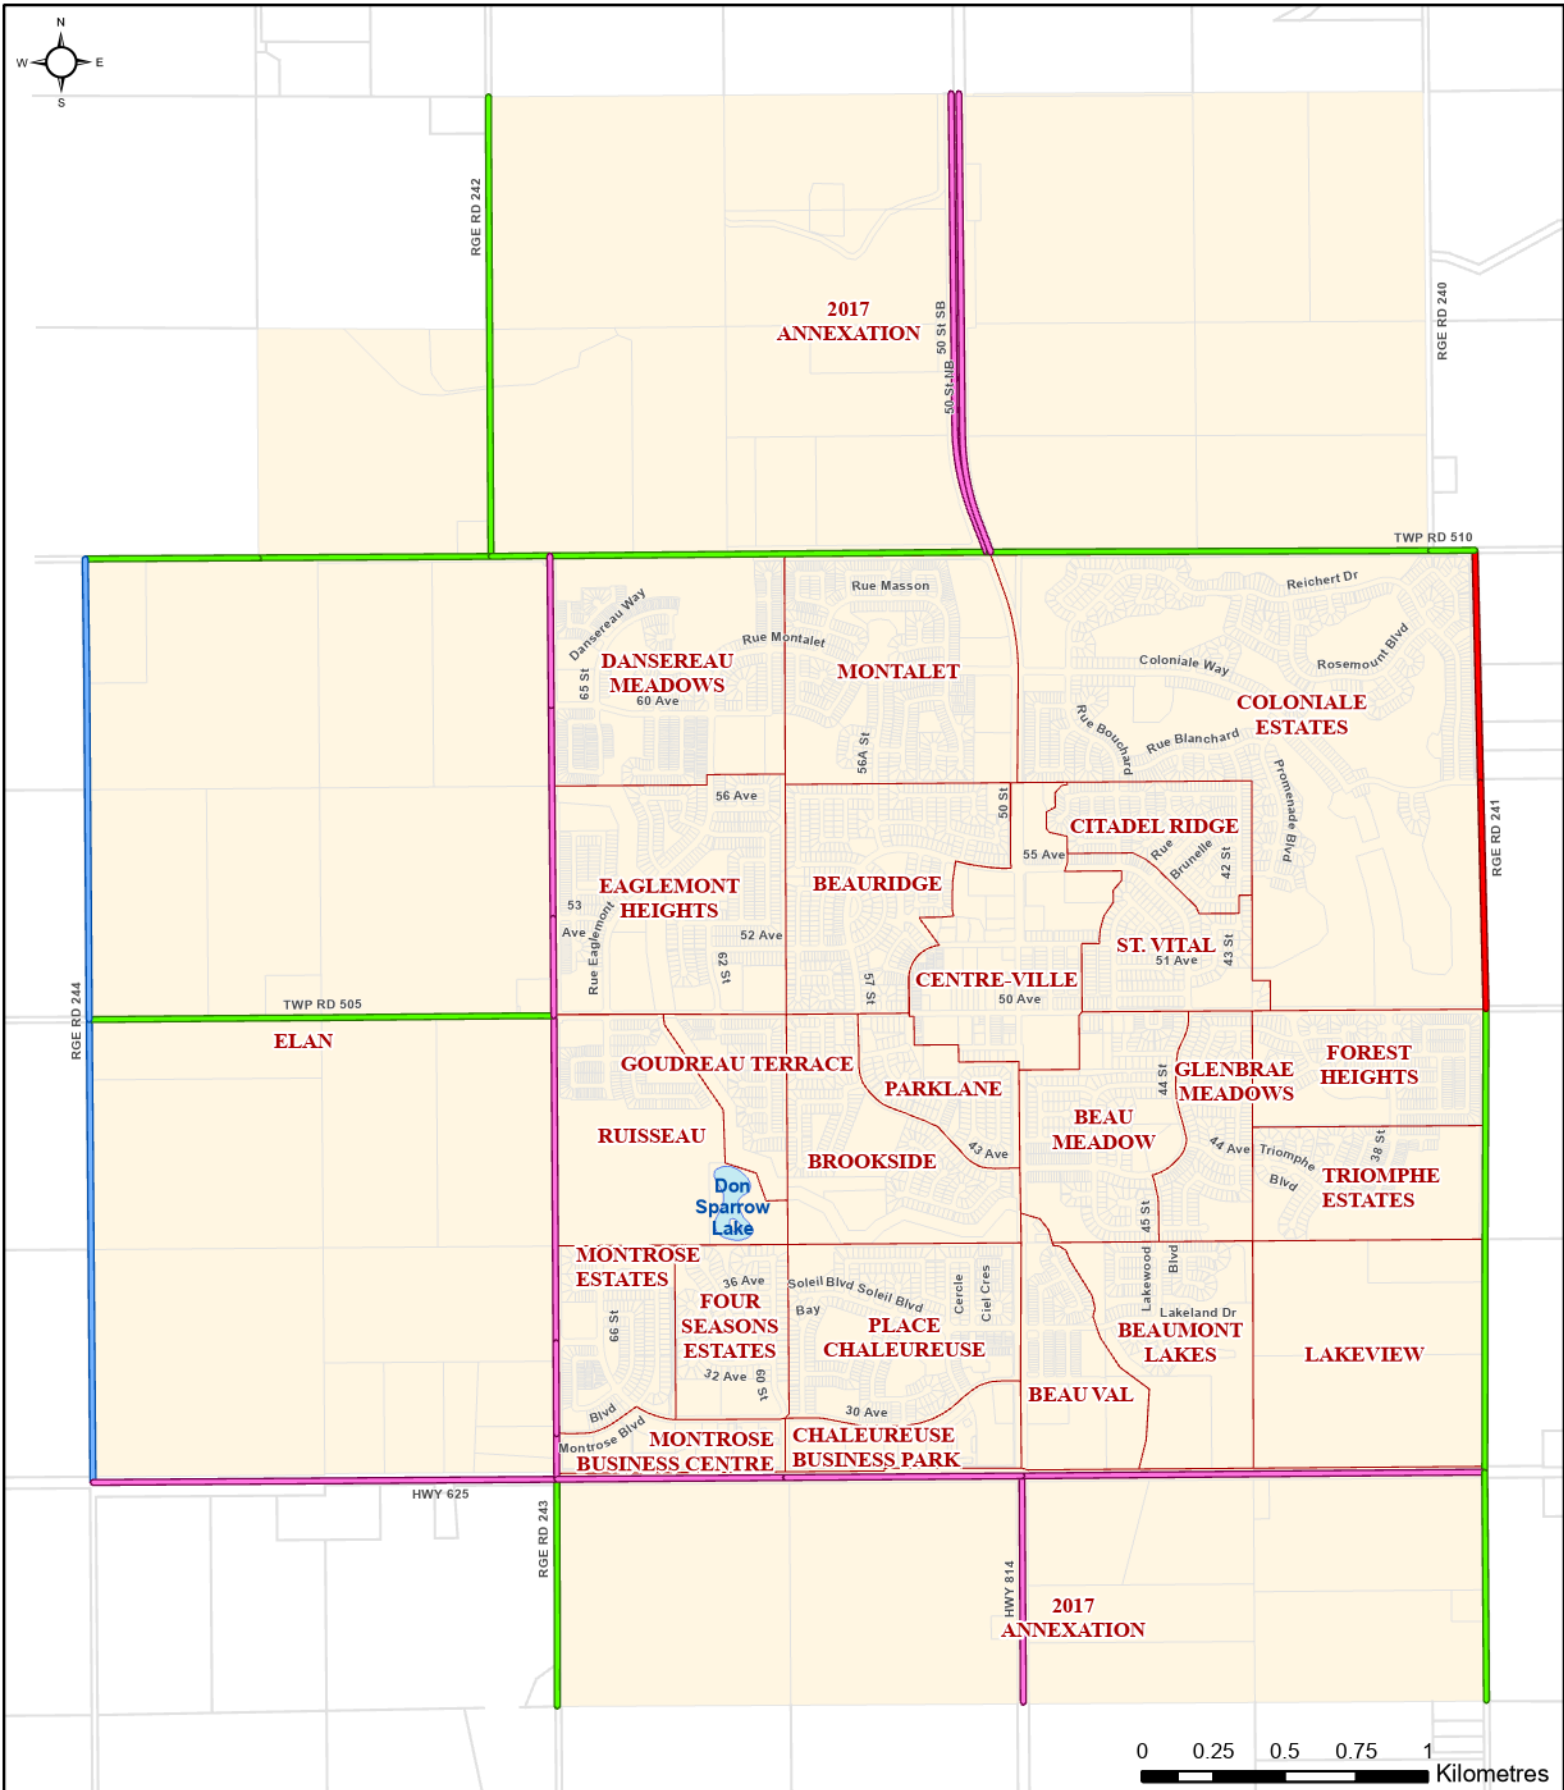 N
W E
S
RGE RD 242
2017
ANNEXATION
50 St SB
50 St NB
RGE RD 240
TWP RD 510
Rue Masson
Reichert Dr
Dansereau Way
Rue Montalet
Rosemount Blvd
DANSEREAU
MEADOWS
65 St
60 Ave
MONTALET
Coloniale Way
COLONIALE
ESTATES
Rue Bouchard
Rue Blanchard
56A St
Promenade Blvd
56 Ave
50 St
CITADEL RIDGE
RGE RD 241
55 Ave
Rue
Brunelle
42 St
EAGLEMONT
HEIGHTS
BEAURIDGE
53
Ave
Rue Eaglemont
52 Ave
62 St
57 St
ST. VITAL
51 Ave
43 St
CENTRE-VILLE
50 Ave
RGE RD 244
TWP RD 505
ELAN
GOUDREAU TERRACE
PARKLANE
44 St
GLENBRAE
MEADOWS
FOREST
HEIGHTS
RUISSEAU
BEAU
MEADOW
BROOKSIDE
43 Ave
44 Ave
Triomphe
Blvd
38 St
TRIOMPHE
ESTATES
Don
Sparrow
Lake
45 St
MONTROSE
ESTATES
36 Ave
Soleil Blvd
Soleil Blvd
Bay
Cercle
Ciel Cres
Lakewood
Blvd
Lakeland Dr
FOUR
SEASONS
ESTATES
66 St
PLACE
CHALEUREUSE
BEAUMONT
LAKES
LAKEVIEW
32 Ave
60 St
BEAU VAL
Blvd
Montrose Blvd
30 Ave
MONTROSE
BUSINESS CENTRE
CHALEUREUSE
BUSINESS PARK
HWY 625
RGE RD 243
HWY 814
2017
ANNEXATION
0 0.25 0.5 0.75 1
Kilometres